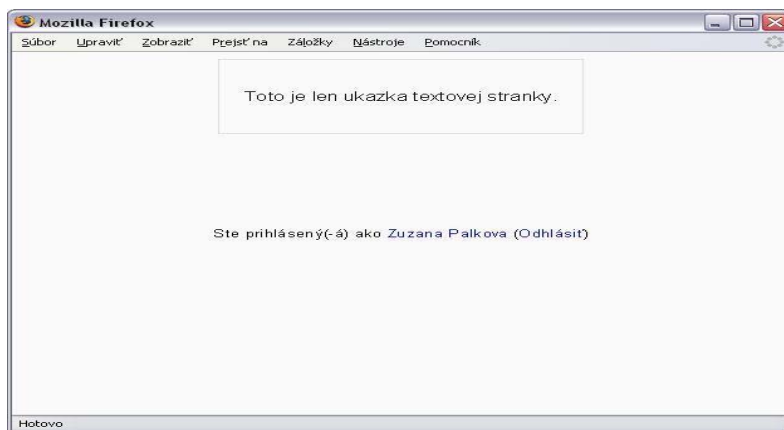 Mozilla Firefox
Súbor Upraviť Zobraziť Prejsť na Záložky Nástroje Pomocník
Toto je len ukazka textovej stranky.
Ste prihlásený(-á) ako Zuzana Palkova (Odhlásiť)
Hotovo